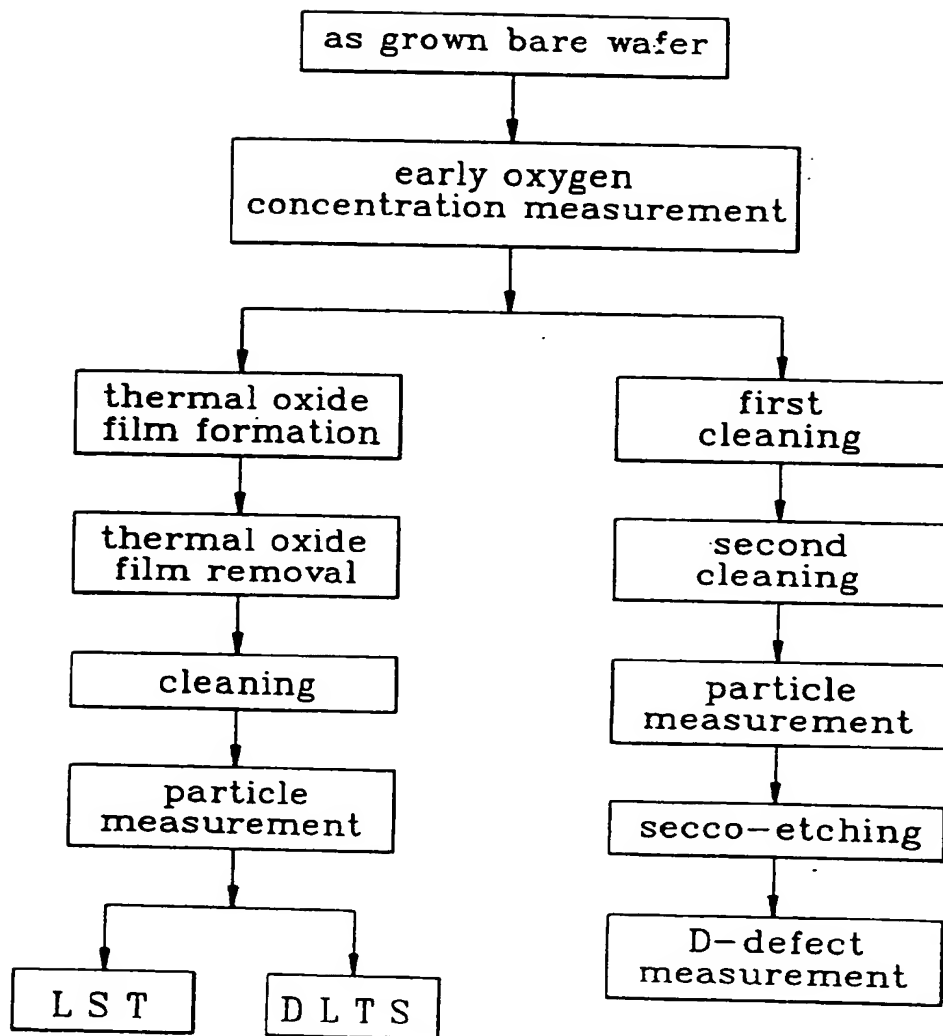 as grown bare wafer
early oxygen
concentration measurement
thermal oxide
film formation
thermal oxide
film removal
cleaning
particle
measurement
LST
DLTS
first
cleaning
second
cleaning
particle
measurement
secco-etching
D-defect
measurement